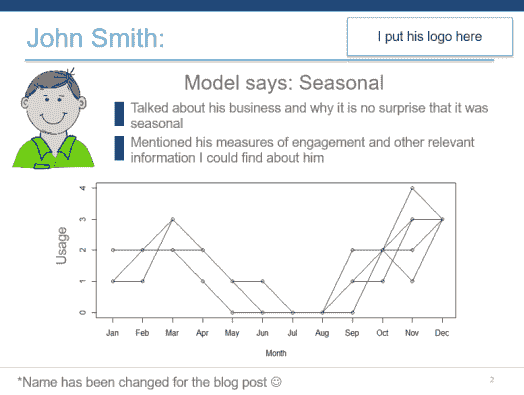 John Smith:
I put his logo here
Model says: Seasonal
Talked about his business and why it is no surprise that it was
seasonal
Mentioned his measures of engagement and other relevant
information I could find about him
Usage
4
3
2
1
0
Jan Feb Mar Apr May Jun Jul Aug Sep Oct Nov Dec
Month
*Name has been changed for the blog post ☺
2